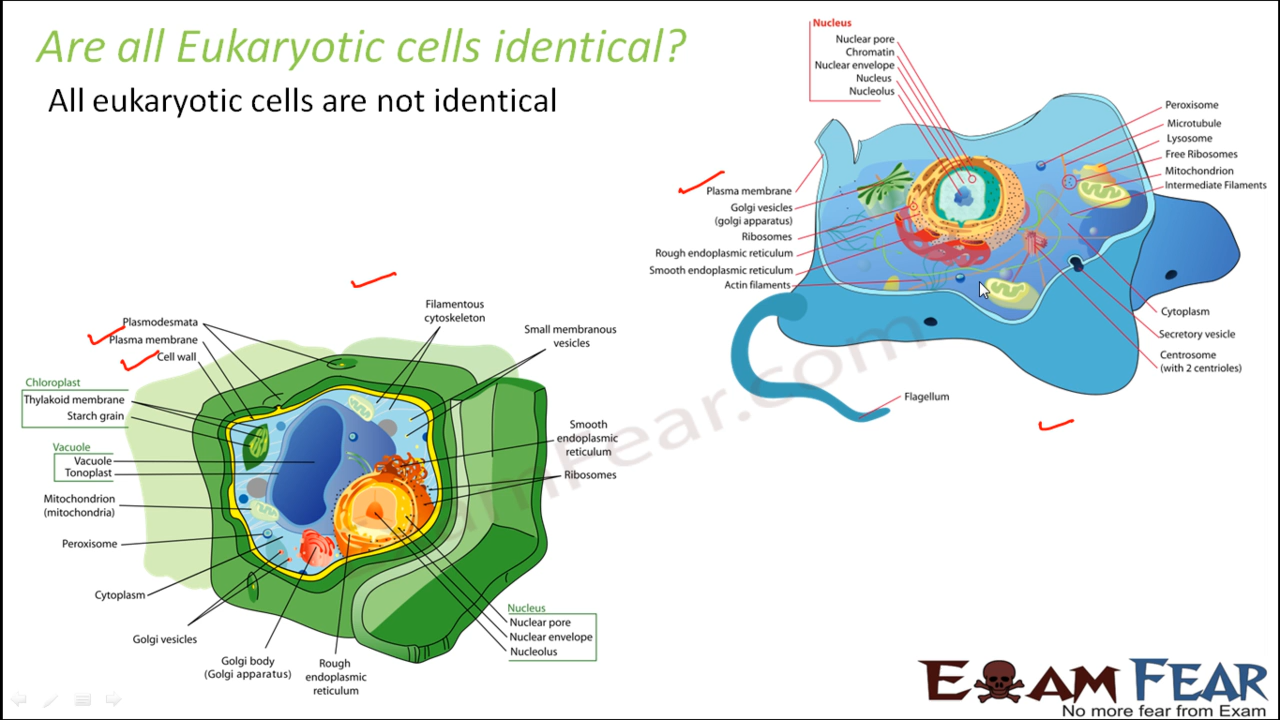 Are all Eukaryotic cells identical?
All eukaryotic cells are not identical
Nucleus
Nuclear pore
Chromatin
Nuclear envelope
Nucleus
Nucleolus
Plasma membrane
Golgi vesicles
(golgi apparatus)
Ribosomes
Rough endoplasmic reticulum
Smooth endoplasmic reticulum
Actin filaments
Peroxisome
Microtubule
Lysosome
Free Ribosomes
Mitochondrion
Intermediate Filaments
Cytoplasm
Secretory vesicle
Centrosome
(with 2 centrioles)
Flagellum
Plasmodesmata
Plasma membrane
Cell wall
Chloroplast
Thylakoid membrane
Starch grain
Vacuole
Vacuole
Tonoplast
Mitochondrion
(mitochondria)
Peroxisome
Cytoplasm
Golgi vesicles
Golgi body
(Golgi apparatus)
Rough
endoplasmic
reticulum
Filamentous
cytoskeleton
Small membranous
vesicles
Smooth
endoplasmic
reticulum
Ribosomes
Nucleus
Nuclear pore
Nuclear envelope
Nucleolus
EXAM FEAR
No more fear from Exam